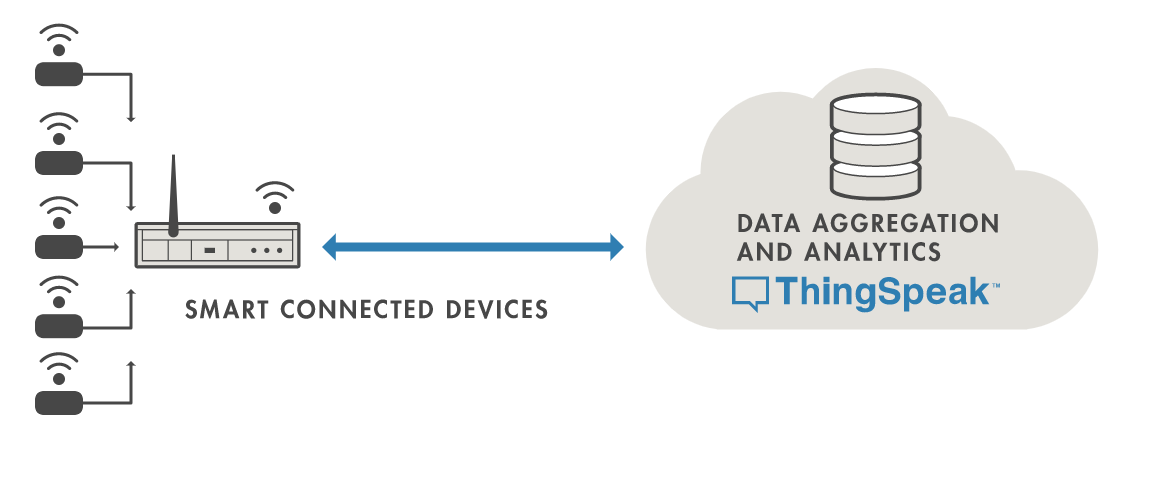 DATA AGGREGATION
AND ANALYTICS
ThingSpeak™
SMART CONNECTED DEVICES